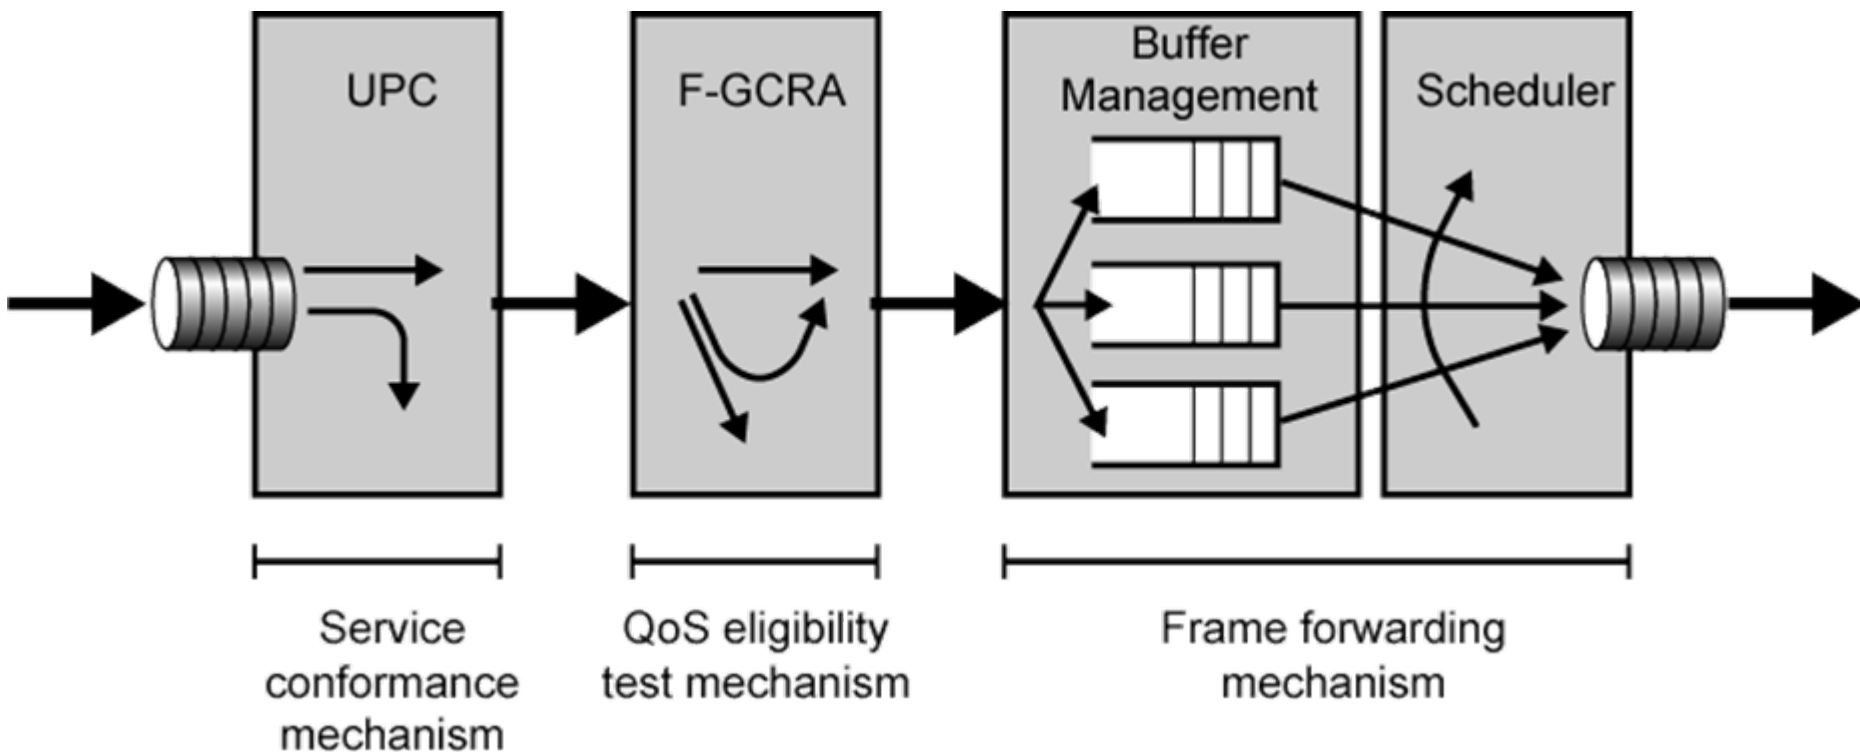 UPC
F-GCRA
Buffer
Management
Scheduler
Service
conformance
mechanism
QoS eligibility
test mechanism
Frame forwarding
mechanism